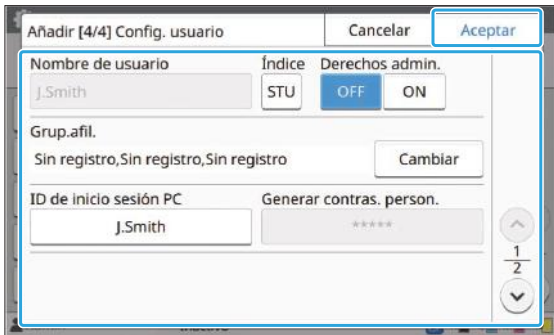 Añadir [4/4] Config. usuario Cancelar Aceptar
Nombre de usuario Índice Derechos admin.
J.Smith STU OFF ON
Grup.afil.
Sin registro,Sin registro,Sin registro Cambiar
ID de inicio sesión PC Generar contras. person.
J.Smith *****
1
2